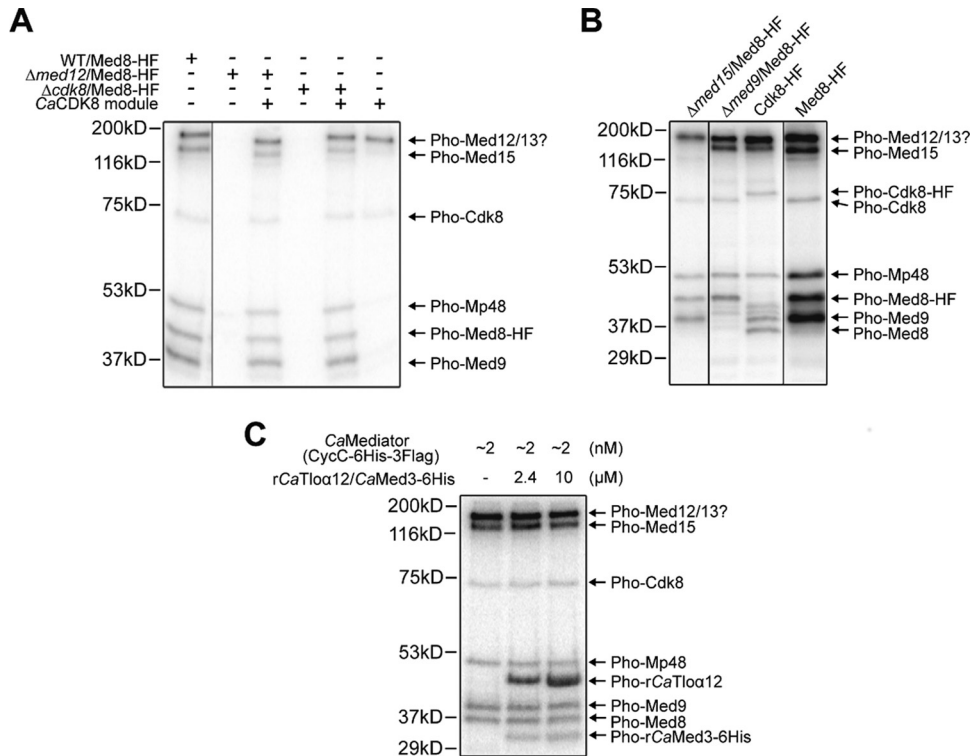 A
WT/Med8-HF + - - - - -
Δmed12/Med8-HF - + + - - -
Δcdk8/Med8-HF - - - + + -
CaCDK8 module - - + - + +
200kD
116kD
75kD
53kD
37kD
Pho-Med12/13?
Pho-Med15
Pho-Cdk8
Pho-Mp48
Pho-Med8-HF
Pho-Med9
B
Δmed15/Med8-HF
Δmed9/Med8-HF
Cdk8-HF
Med8-HF
200kD
116kD
75kD
53kD
37kD
29kD
Pho-Med12/13?
Pho-Med15
Pho-Cdk8-HF
Pho-Cdk8
Pho-Mp48
Pho-Med8-HF
Pho-Med9
Pho-Med8
C
CaMediator
(CycC-6His-3Flag) ~2 ~2 ~2 (nM)
rCaTloα12/CaMed3-6His - 2.4 10 (μM)
200kD
116kD
75kD
53kD
37kD
29kD
Pho-Med12/13?
Pho-Med15
Pho-Cdk8
Pho-Mp48
Pho-rCaTloα12
Pho-Med9
Pho-Med8
Pho-rCaMed3-6His